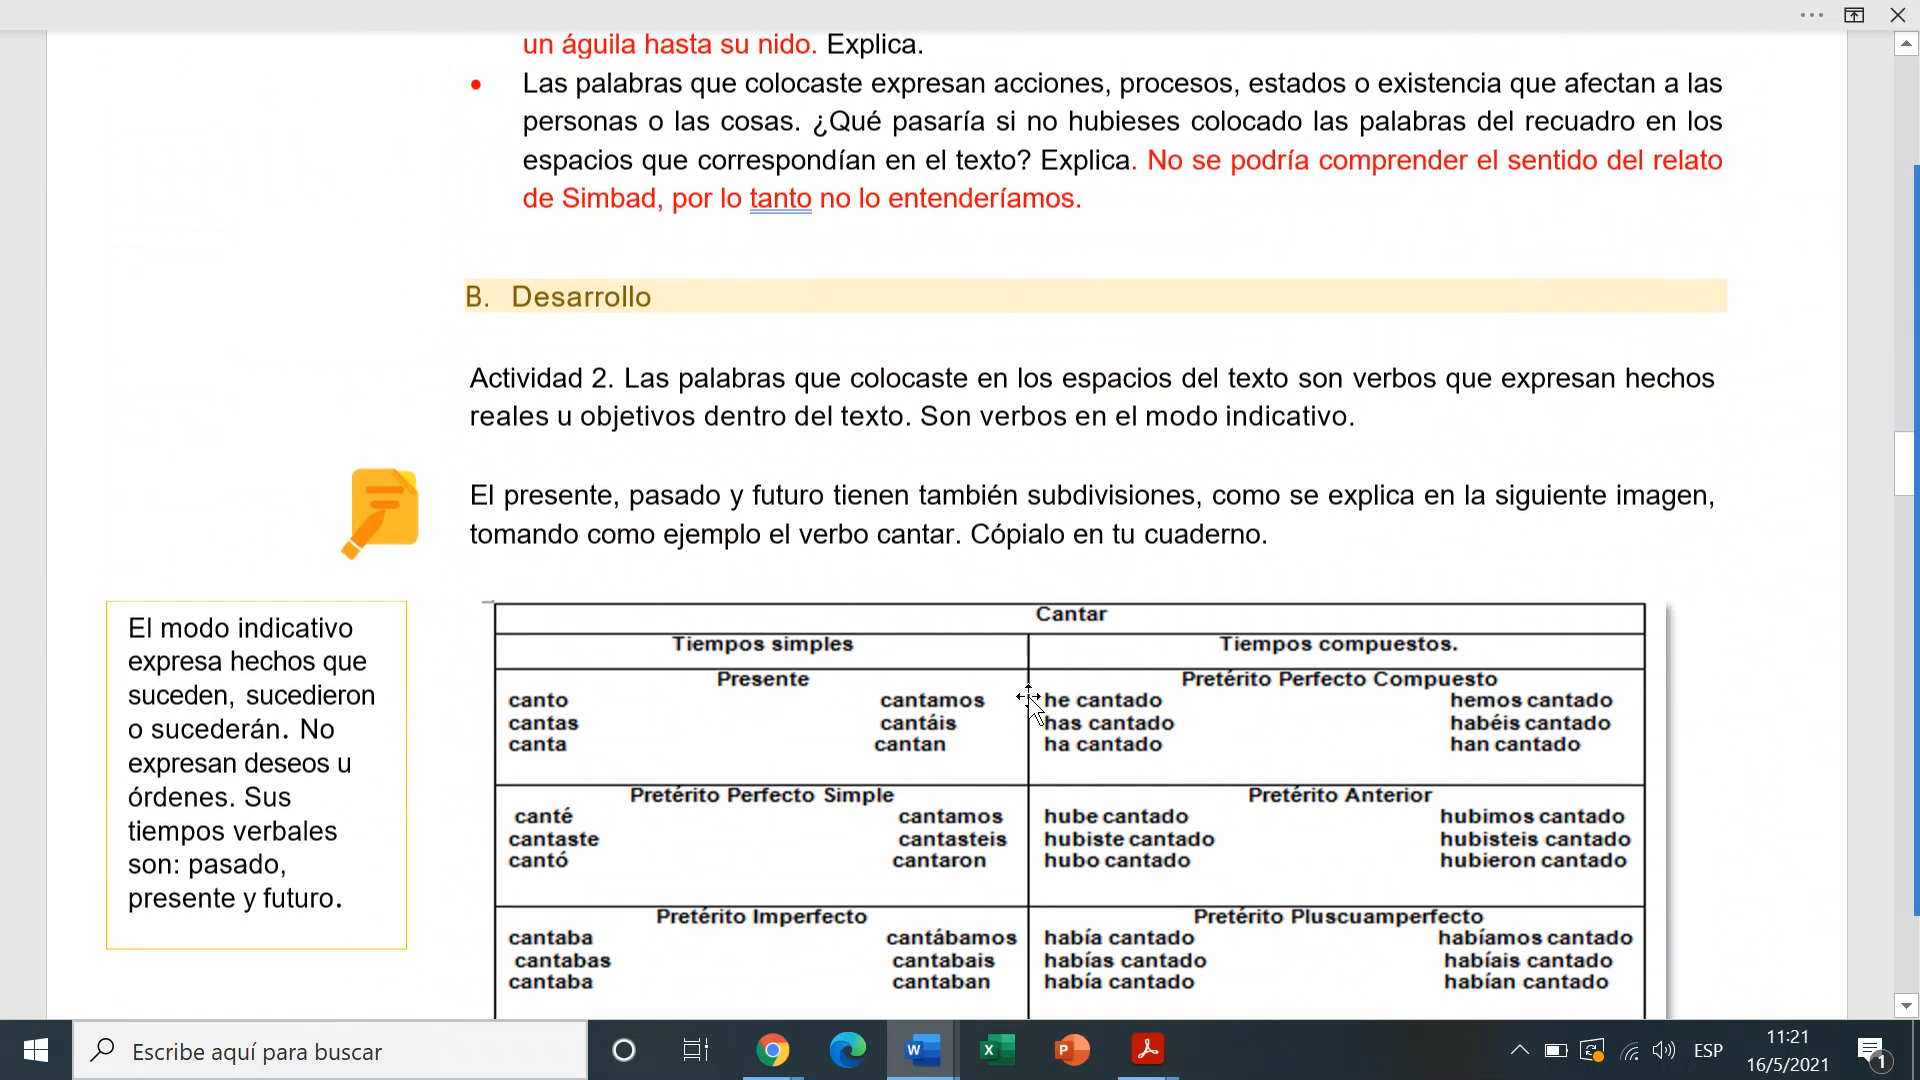 un águila hasta su nido. Explica.
• Las palabras que colocaste expresan acciones, procesos, estados o existencia que afectan a las
personas o las cosas. ¿Qué pasaría si no hubieses colocado las palabras del recuadro en los
espacios que correspondían en el texto? Explica. No se podría comprender el sentido del relato
de Simbad, por lo tanto no lo entenderíamos.
B. Desarrollo
Actividad 2. Las palabras que colocaste en los espacios del texto son verbos que expresan hechos
reales u objetivos dentro del texto. Son verbos en el modo indicativo.
El presente, pasado y futuro tienen también subdivisiones, como se explica en la siguiente imagen,
tomando como ejemplo el verbo cantar. Cópialo en tu cuaderno.
El modo indicativo
expresa hechos que
suceden, sucedieron
o sucederán. No
expresan deseos u
órdenes. Sus
tiempos verbales
son: pasado,
presente y futuro.
Cantar
Tiempos simples Tiempos compuestos.
Presente Pretérito Perfecto Compuesto
canto cantamos he cantado hemos cantado
cantas cantáis has cantado habéis cantado
canta cantan ha cantado han cantado
Pretérito Perfecto Simple Pretérito Anterior
canté cantamos hube cantado hubimos cantado
cantaste cantasteis hubiste cantado hubisteis cantado
cantó cantaron hubo cantado hubieron cantado
Pretérito Imperfecto Pretérito Pluscuamperfecto
cantaba cantábamos había cantado habíamos cantado
cantabas cantabais habías cantado habíais cantado
cantaba cantaban había cantado habían cantado
Escribe aquí para buscar
ESP
11:21
16/5/2021
1